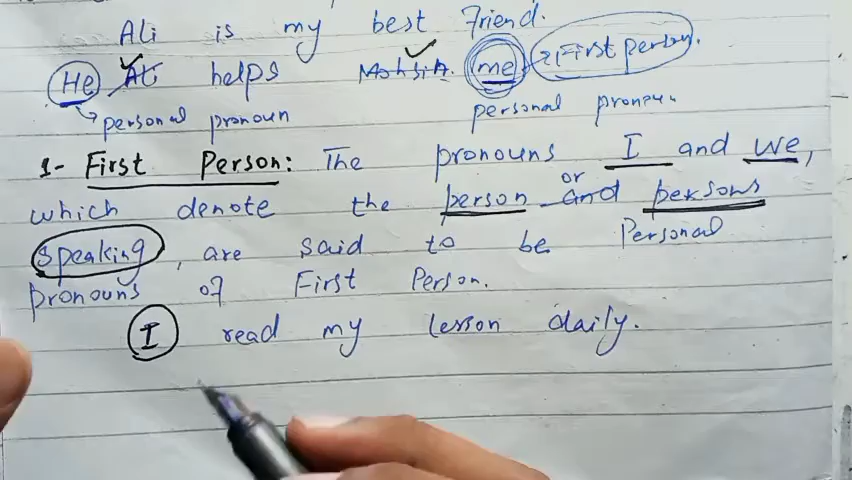 Ali is my best Friend.
He Ali helps Mohsin. me First person.
personal pronoun personal pronoun
1- First Person: The pronouns I and we,
which denote the person and or persons
speaking, are said to be Personal
pronouns of First Person.
I read my lesson daily.